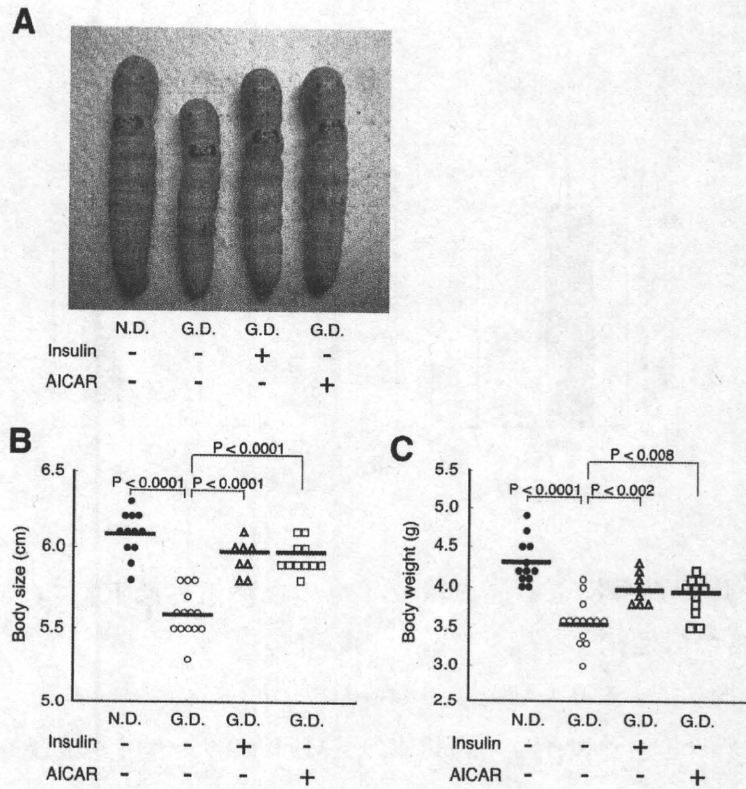 A
N.D. G.D. G.D. G.D.
Insulin - - + -
AICAR - - - +
B
P < 0.0001
P < 0.0001 P < 0.0001
6.5
6.0
5.5
5.0
Body size (cm)
N.D. G.D. G.D. G.D.
Insulin - - + -
AICAR - - - +
C
P < 0.008
P < 0.0001 P < 0.002
5.5
5.0
4.5
4.0
3.5
3.0
2.5
Body weight (g)
N.D. G.D. G.D. G.D.
Insulin - - + -
AICAR - - - +